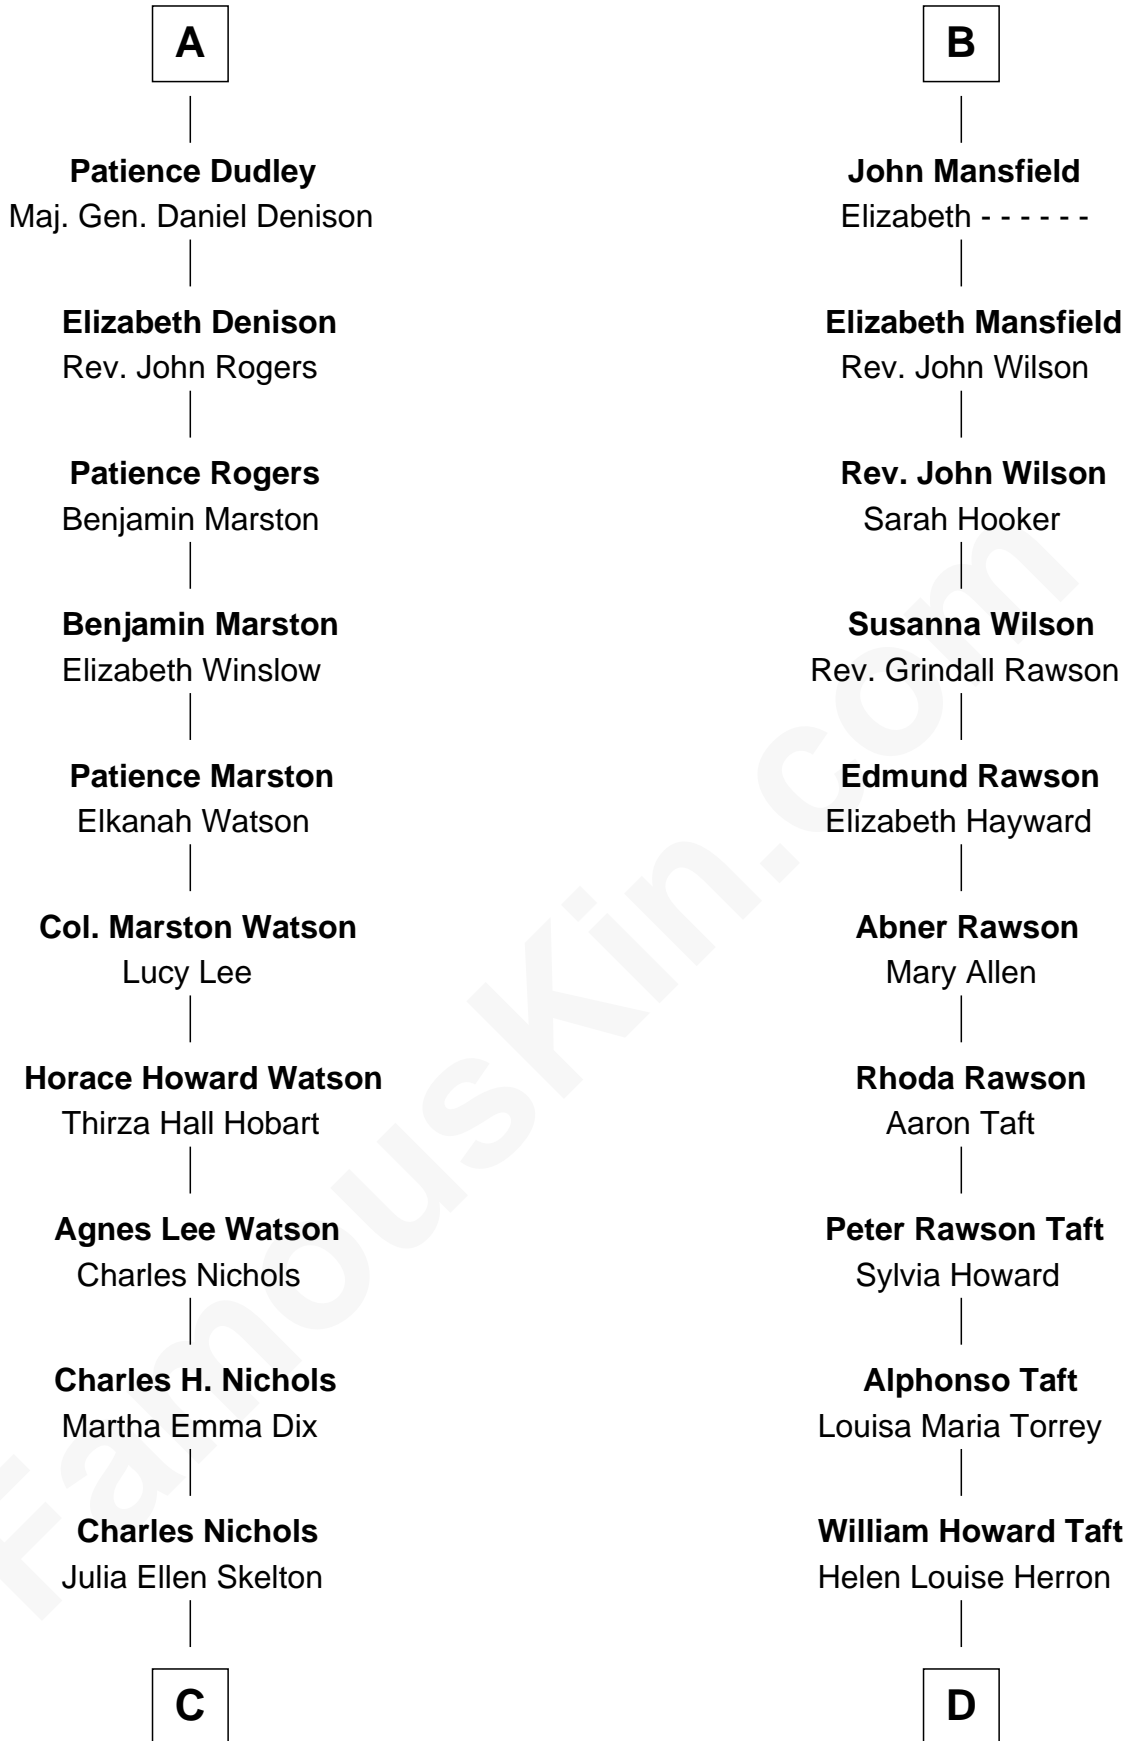 A
Patience Dudley
Maj. Gen. Daniel Denison
Elizabeth Denison
Rev. John Rogers
Patience Rogers
Benjamin Marston
Benjamin Marston
Elizabeth Winslow
Patience Marston
Elkanah Watson
Col. Marston Watson
Lucy Lee
Horace Howard Watson
Thirza Hall Hobart
Agnes Lee Watson
Charles Nichols
Charles H. Nichols
Martha Emma Dix
Charles Nichols
Julia Ellen Skelton
C
B
John Mansfield
Elizabeth - - - - - -
Elizabeth Mansfield
Rev. John Wilson
Rev. John Wilson
Sarah Hooker
Susanna Wilson
Rev. Grindall Rawson
Edmund Rawson
Elizabeth Hayward
Abner Rawson
Mary Allen
Rhoda Rawson
Aaron Taft
Peter Rawson Taft
Sylvia Howard
Alphonso Taft
Louisa Maria Torrey
William Howard Taft
Helen Louise Herron
D
FamousKin.com